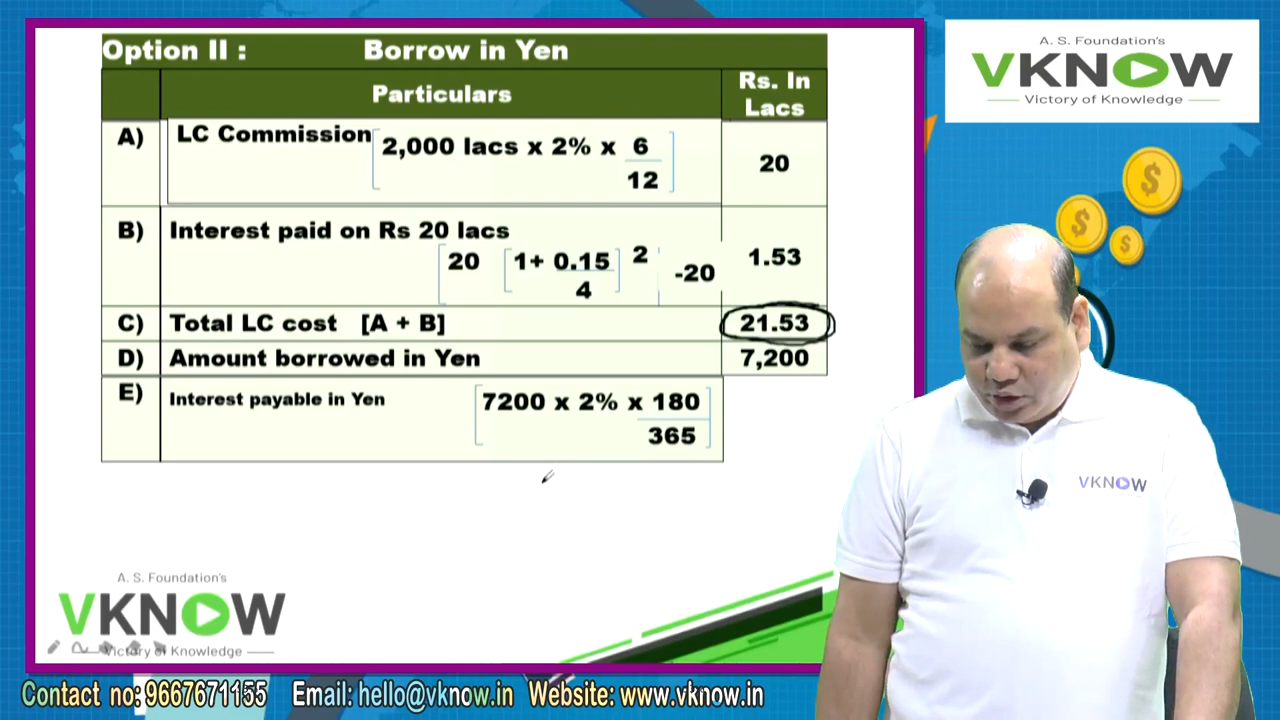 Option II : Borrow in Yen
Particulars
Rs. In
Lacs
A) LC Commission 2,000 lacs x 2% x 6
12
20
B) Interest paid on Rs 20 lacs
20 1+ 0.15 2
4
-20
1.53
C) Total LC cost [A + B] 21.53
D) Amount borrowed in Yen 7,200
E) Interest payable in Yen 7200 x 2% x 180
365
A. S. Foundation's
VKNOW
Victory of Knowledge
VKNOW
A. S. Foundation's
VKNOW
Victory of Knowledge
Contact no: 9667671155 Email: hello@vknow.in Website: www.vknow.in